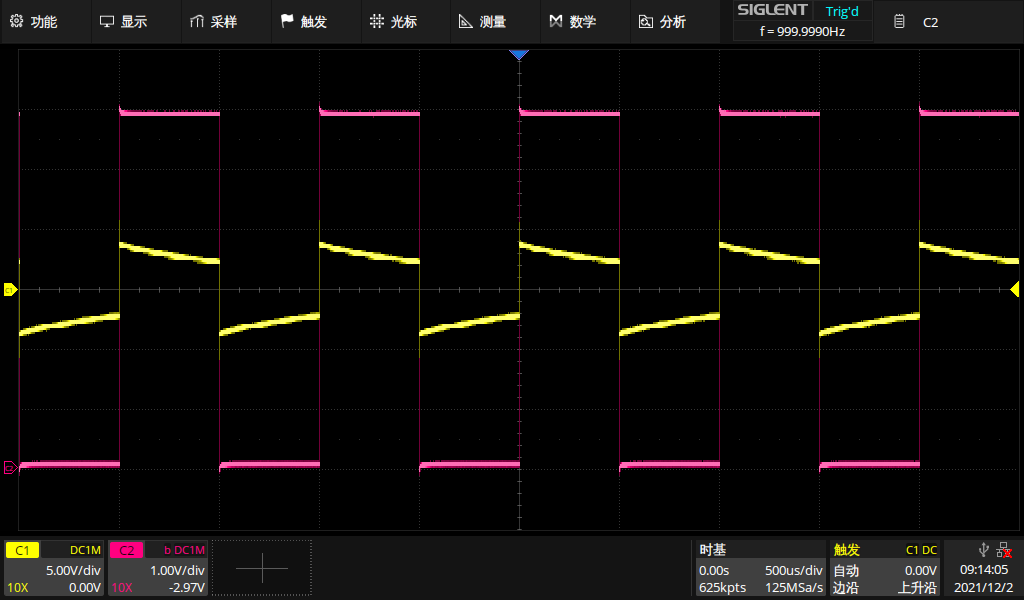 功能
显示
采样
触发
光标
测量
数学
分析
SIGLENT Trig'd
f = 999.9990Hz
C2
C1
C2
C1 DC1M
5.00V/div
10X 0.00V
C2 b DC1M
1.00V/div
10X -2.97V
时基
0.00s 500us/div
625kpts 125MSa/s
触发 C1 DC
自动 0.00V
边沿 上升沿
09:14:05
2021/12/2